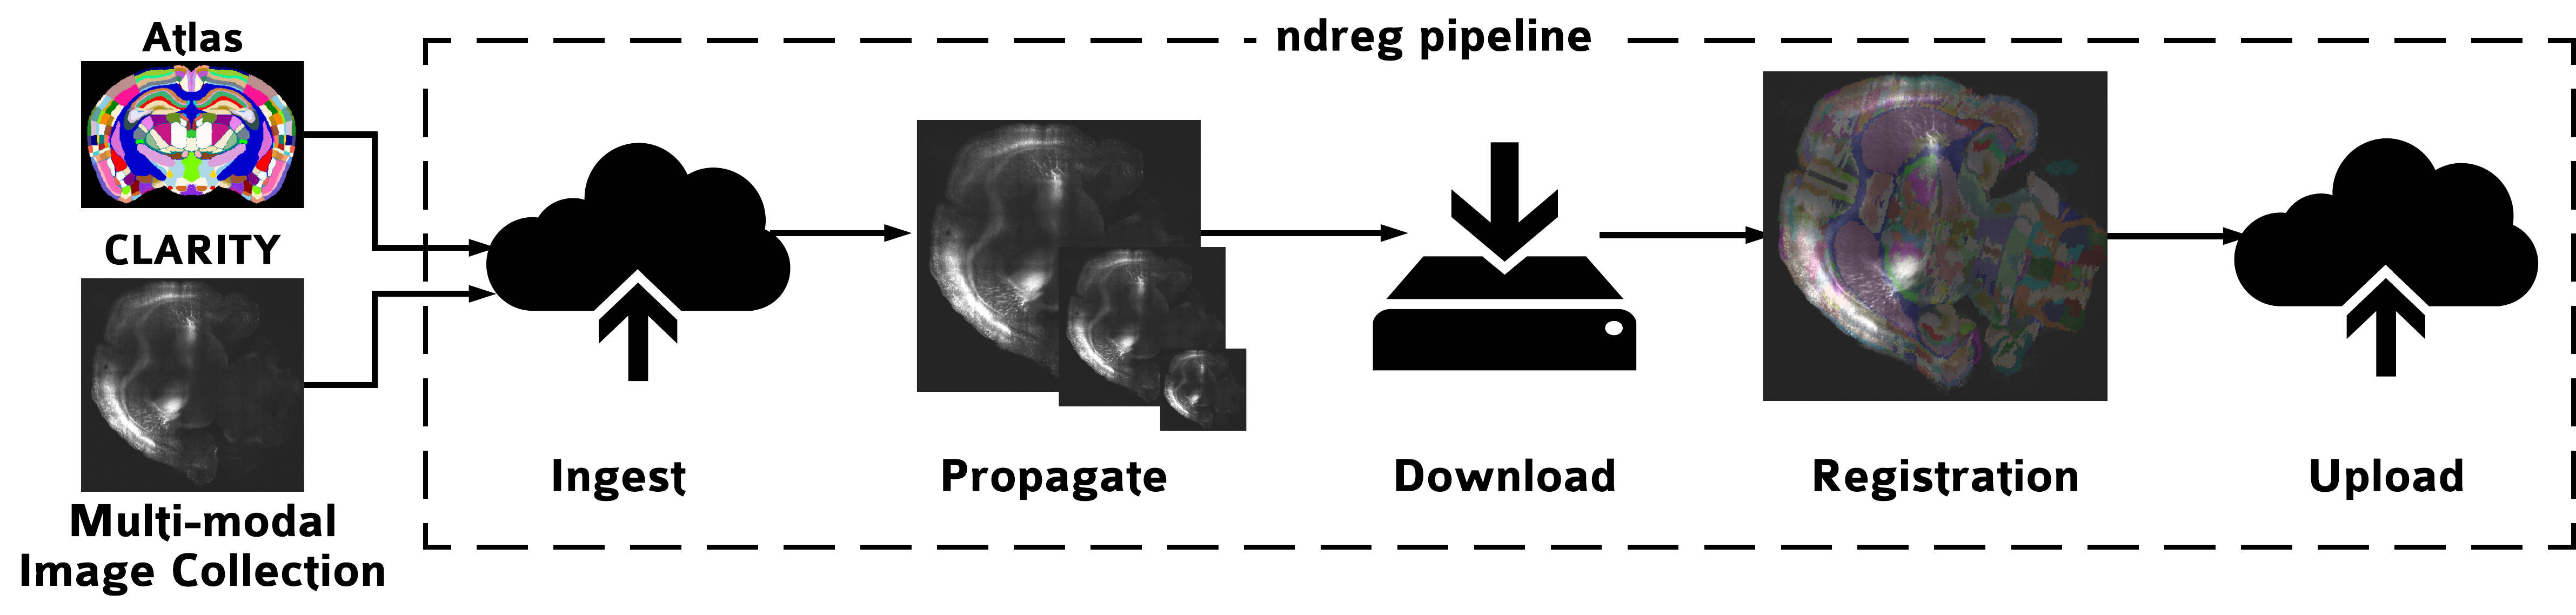 Atlas
CLARITY
Multi-modal
Image Collection
ndreg pipeline
Ingest
Propagate
Download
Registration
Upload